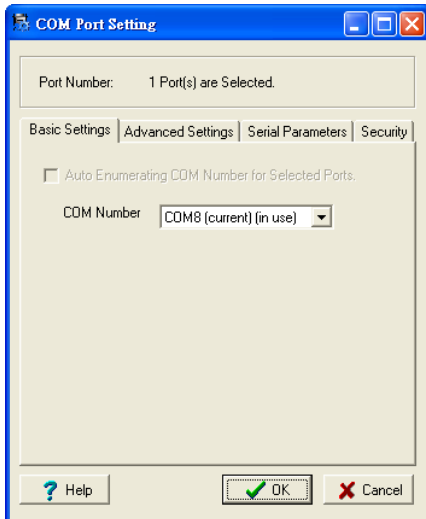 COM Port Setting
Port Number: 1 Port(s) are Selected.
Basic Settings Advanced Settings Serial Parameters Security
Auto Enumerating COM Number for Selected Ports.
COM Number COM8 (current) (in use)
? Help OK Cancel